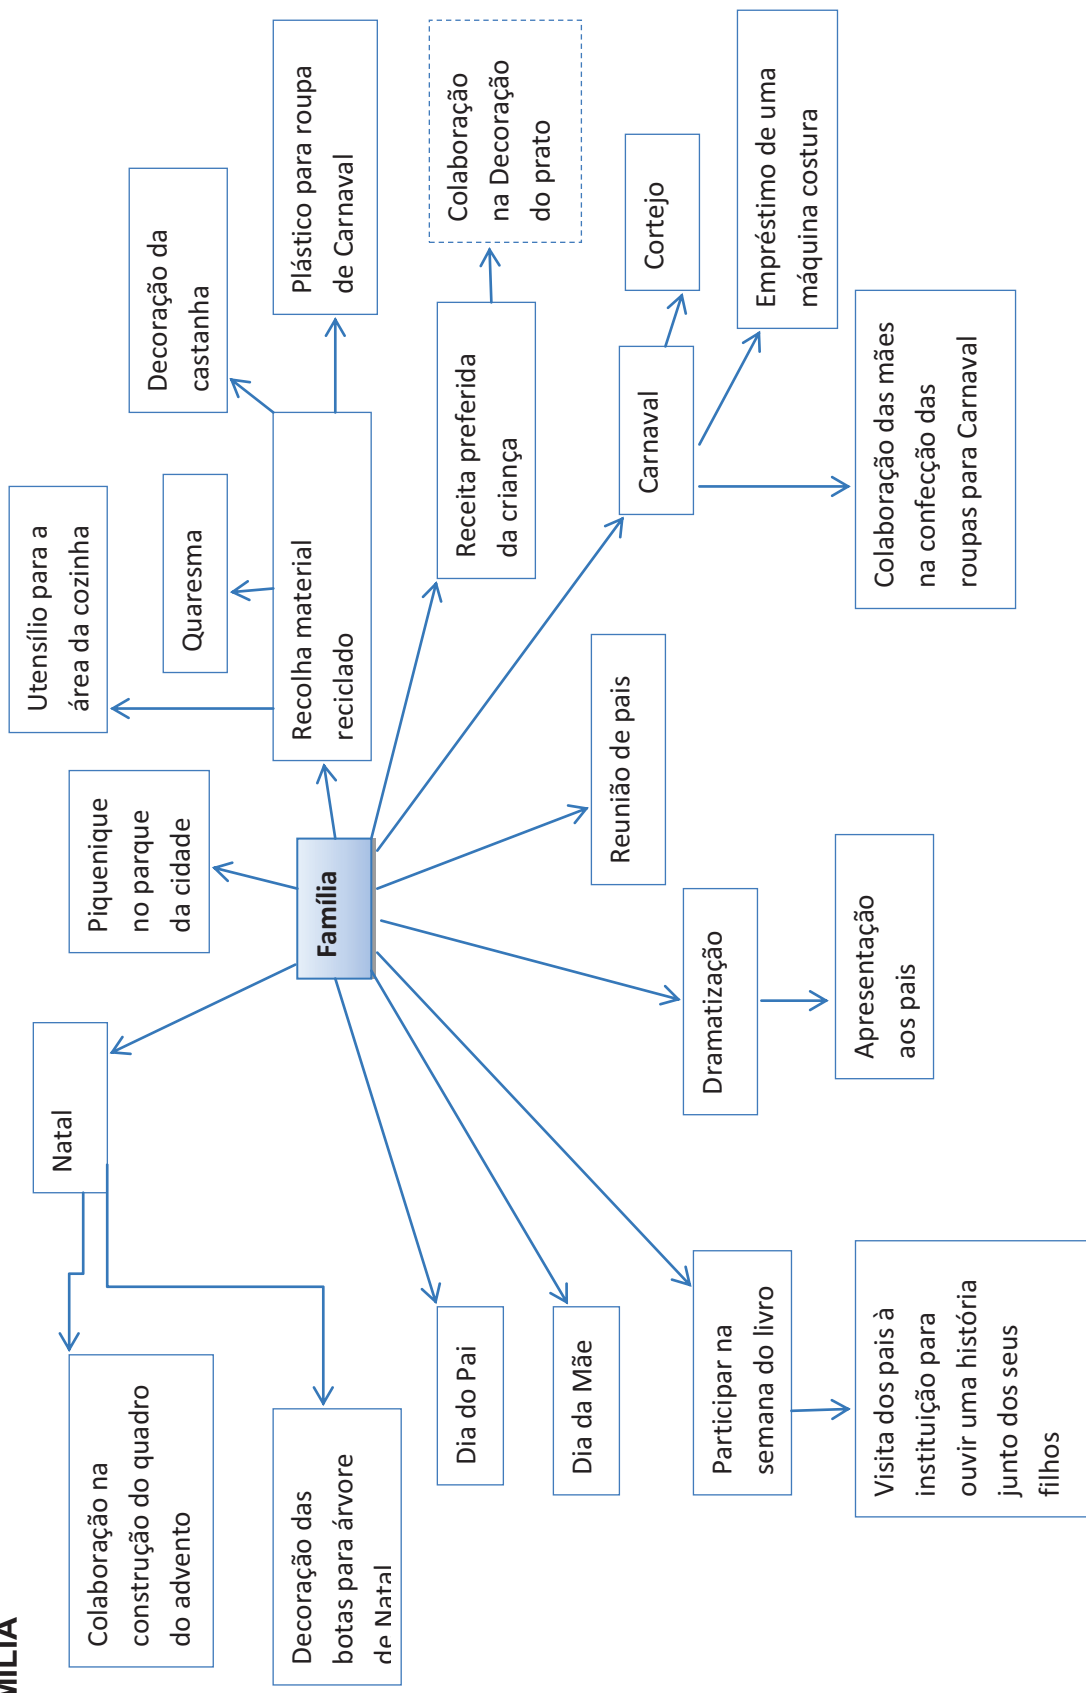 MÍLIA
Colaboração na
construção do quadro
do advento
Natal
Piquenique
no parque
da cidade
Utensílio para a
área da cozinha
Quaresma
Decoração da
castanha
Decoração das
botas para árvore
de Natal
Família
Recolha material
reciclado
Plástico para roupa
de Carnaval
Dia do Pai
Receita preferida
da criança
Colaboração
na Decoração
do prato
Dia da Mãe
Reunião de pais
Carnaval
Cortejo
Participar na
semana do livro
Dramatização
Empréstimo de uma
máquina costura
Visita dos pais à
instituição para
ouvir uma história
junto dos seus
filhos
Apresentação
aos pais
Colaboração das mães
na confecção das
roupas para Carnaval